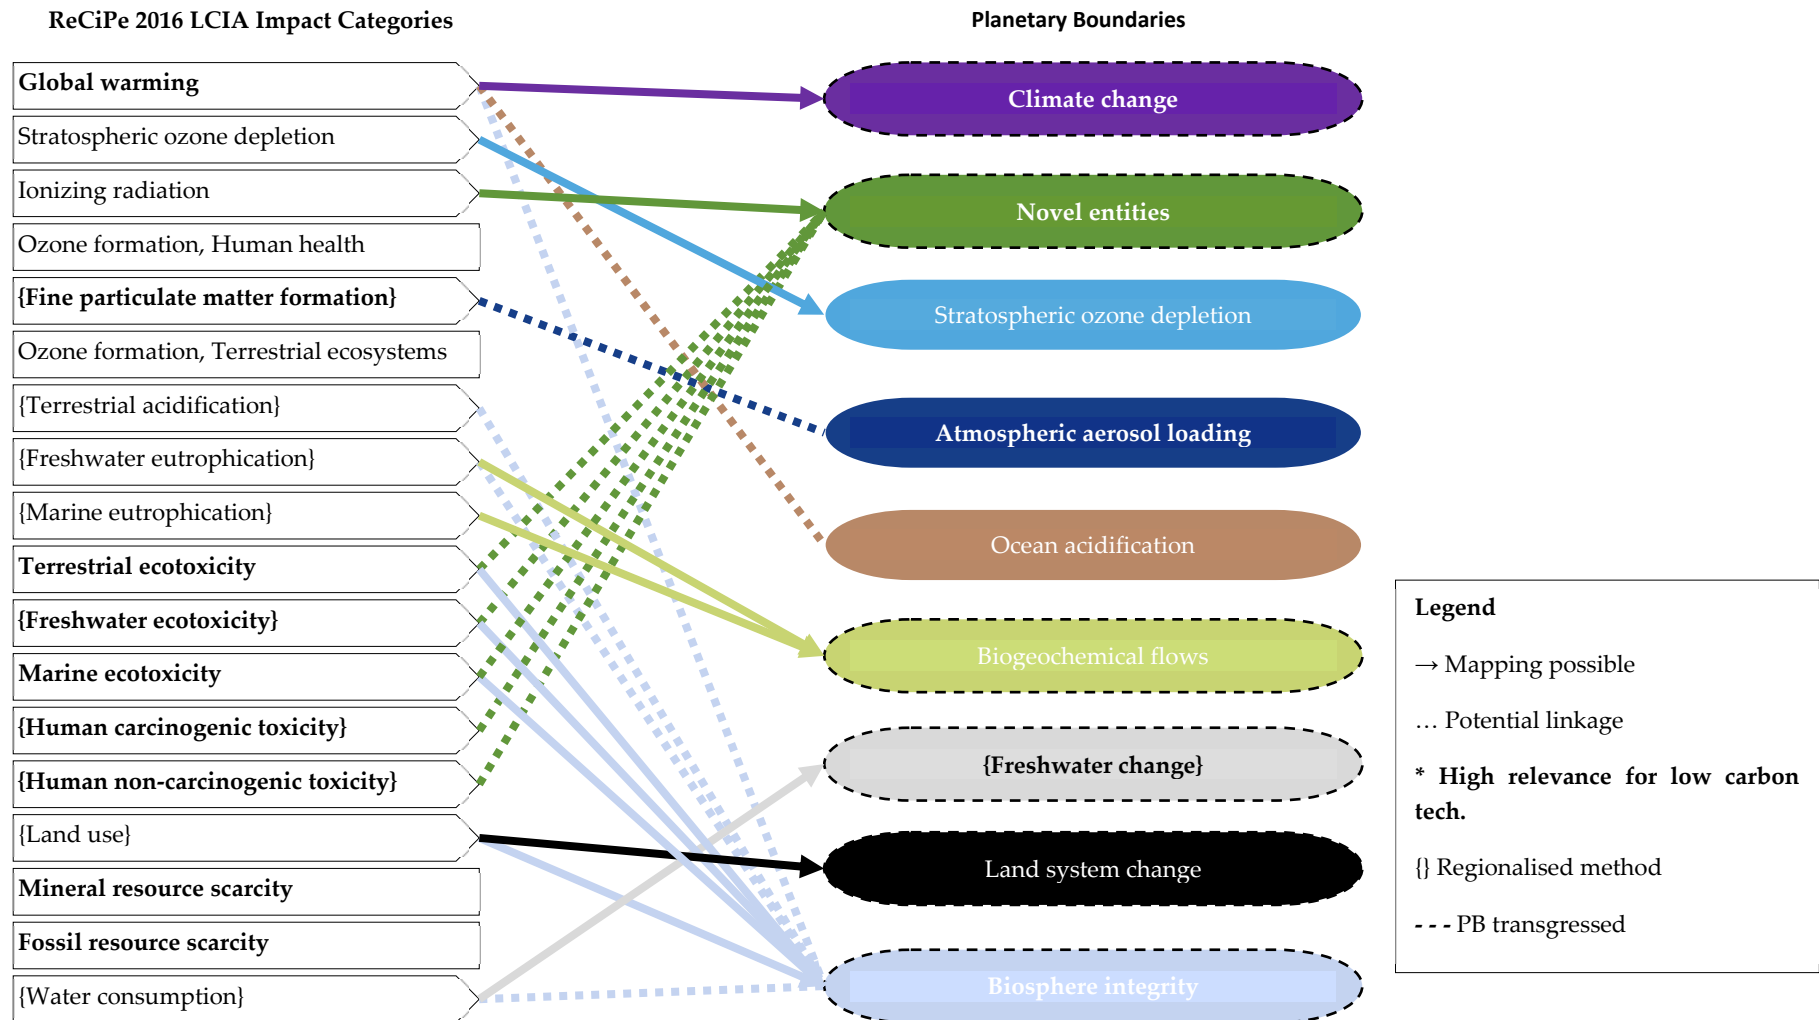 ReCiPe 2016 LCIA Impact Categories
Global warming
Stratospheric ozone depletion
Ionizing radiation
Ozone formation, Human health
{Fine particulate matter formation}
Ozone formation, Terrestrial ecosystems
{Terrestrial acidification}
{Freshwater eutrophication}
{Marine eutrophication}
Terrestrial ecotoxicity
{Freshwater ecotoxicity}
Marine ecotoxicity
{Human carcinogenic toxicity}
{Human non-carcinogenic toxicity}
{Land use}
Mineral resource scarcity
Fossil resource scarcity
{Water consumption}
Planetary Boundaries
Climate change
Novel entities
Stratospheric ozone depletion
Atmospheric aerosol loading
Ocean acidification
Biogeochemical flows
{Freshwater change}
Land system change
Biosphere integrity
Legend
→ Mapping possible
… Potential linkage
* High relevance for low carbon
tech.
{} Regionalised method
- - - PB transgressed